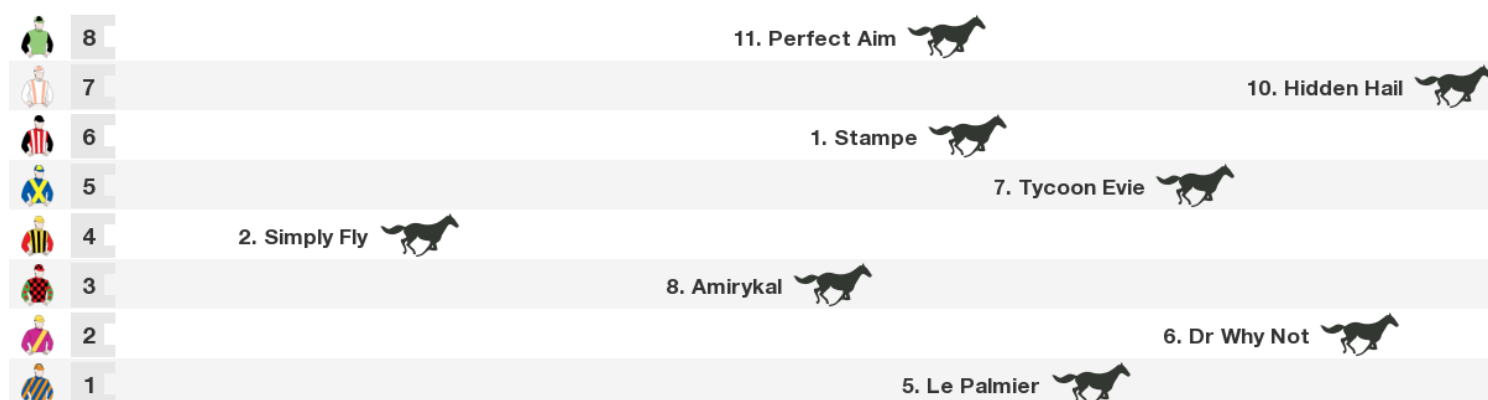 8 11. Perfect Aim
7 10. Hidden Hail
6 1. Stampe
5 7. Tycoon Evie
4 2. Simply Fly
3 8. Amirykal
2 6. Dr Why Not
1 5. Le Palmier